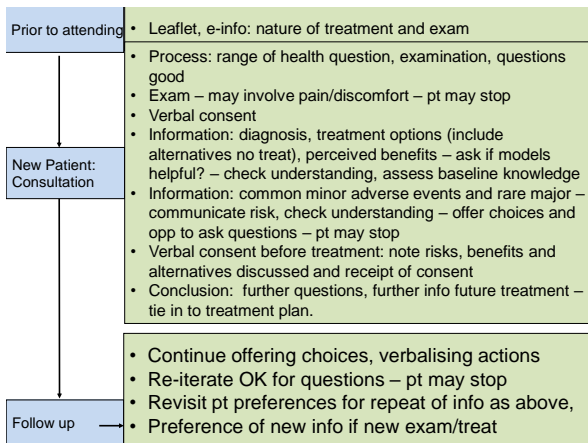 Prior to attending
• Leaflet, e-info: nature of treatment and exam
• Process: range of health question, examination, questions
good
• Exam – may involve pain/discomfort – pt may stop
• Verbal consent
• Information: diagnosis, treatment options (include
alternatives no treat), perceived benefits – ask if models
helpful? – check understanding, assess baseline knowledge
New Patient:
Consultation
• Information: common minor adverse events and rare major –
communicate risk, check understanding – offer choices and
opp to ask questions – pt may stop
• Verbal consent before treatment: note risks, benefits and
alternatives discussed and receipt of consent
• Conclusion: further questions, further info future treatment –
tie in to treatment plan.
• Continue offering choices, verbalising actions
• Re-iterate OK for questions – pt may stop
• Revisit pt preferences for repeat of info as above,
Follow up
• Preference of new info if new exam/treat